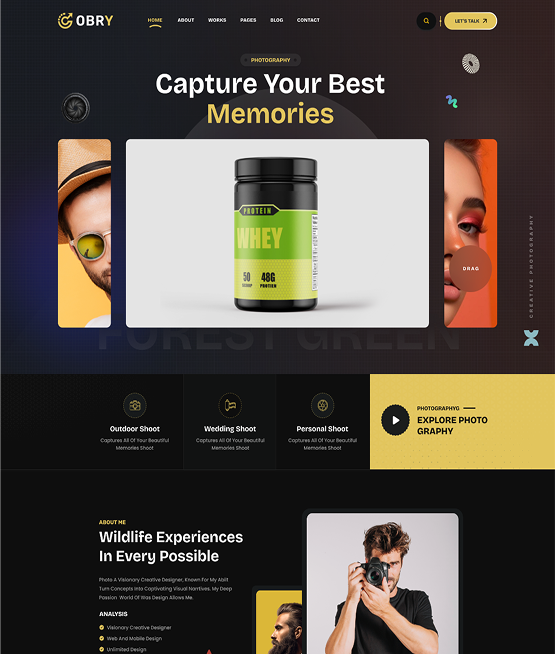 OBRY
HOME ABOUT WORKS PAGES BLOG CONTACT
LET'S TALK
PHOTOGRAPHY
Capture Your Best
Memories
PROTEIN
WHEY
50 48G
SCOOP PROTIEN
DRAG
CREATIVE PHOTOGRAPHY
FOREST GREEN
Outdoor Shoot
Captures All Of Your Beautiful
Memories Shoot
Wedding Shoot
Captures All Of Your Beautiful
Memories Shoot
Personal Shoot
Captures All Of Your Beautiful
Memories Shoot
PHOTOGRAPHYG
EXPLORE PHOTO
GRAPHY
ABOUT ME
Wildlife Experiences
In Every Possible
Photo A Visionary Creative Designer, Known For My Abilit
Turn Concepts Into Captivating Visual Narrtives. My Deep
Passion World Of Was Design Allows Me.
ANALYSIS
Visionary Creative Designer
Web And Mobile Design
Unlimited Design